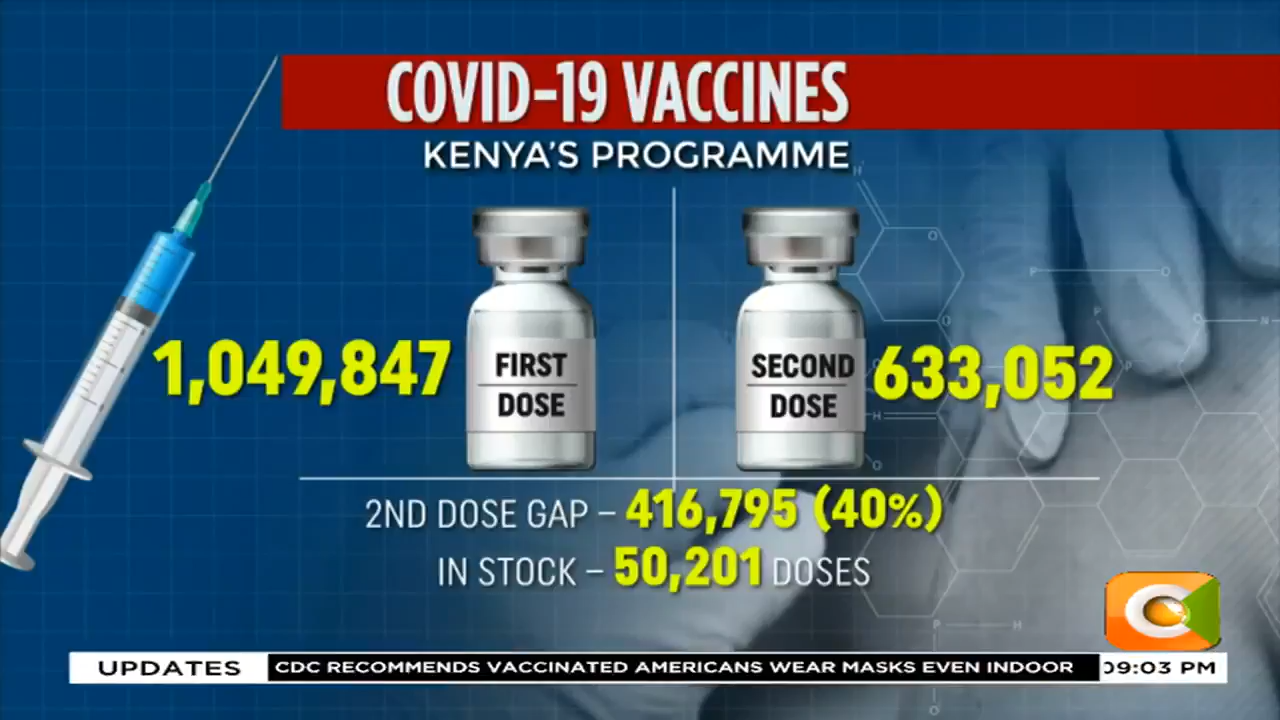 COVID-19 VACCINES
KENYA'S PROGRAMME
1,049,847
FIRST
DOSE
SECOND
DOSE
633,052
2ND DOSE GAP – 416,795 (40%)
IN STOCK – 50,201 DOSES
UPDATES
CDC RECOMMENDS VACCINATED AMERICANS WEAR MASKS EVEN INDOOR
09:03 PM